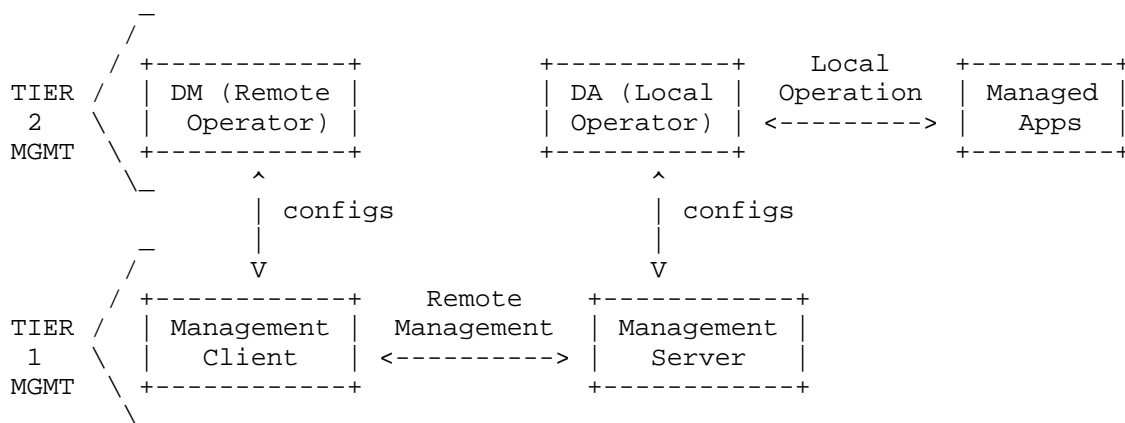 Local
TIER DM (Remote DA (Local Operation Managed
2 Operator) Operator) <---------> Apps
MGMT
^ ^
| configs | configs
V V
Remote
TIER Management Management Management
1 Client <----------> Server
MGMT